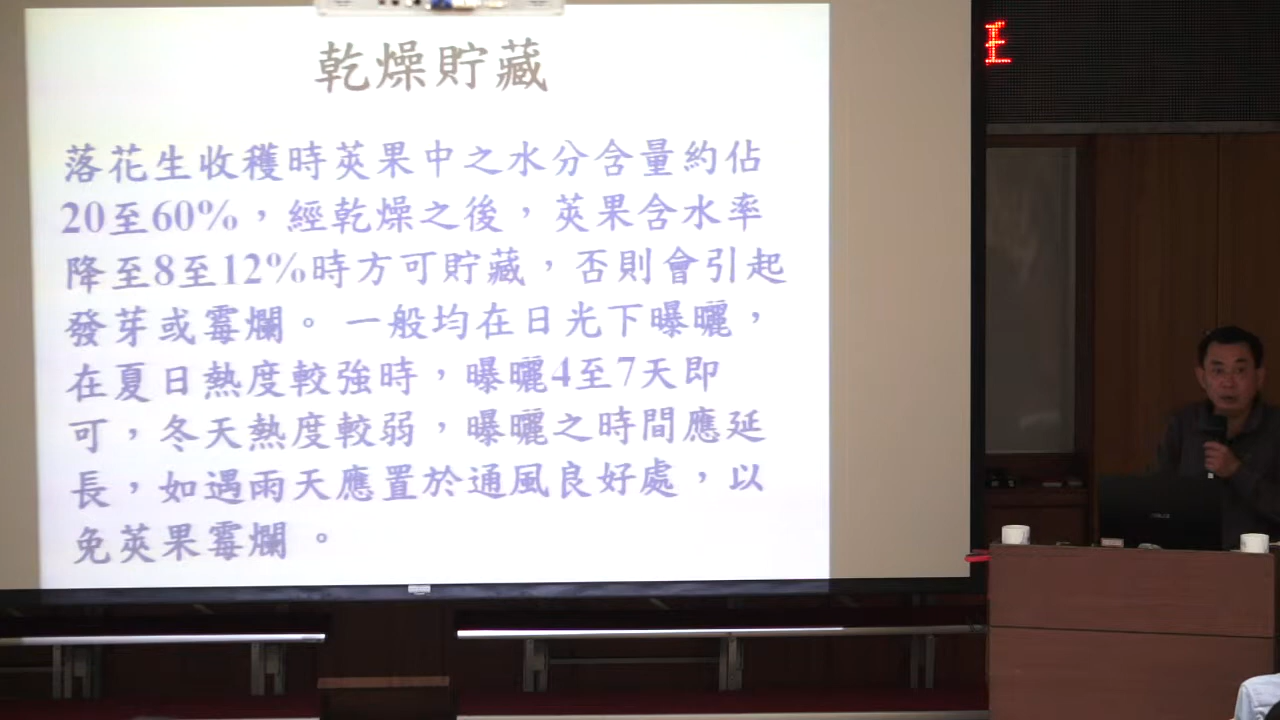 乾燥貯藏
落花生收穫時莢果中之水分含量約佔
20至60%，經乾燥之後，莢果含水率
降至8至12%時方可貯藏，否則會引起
發芽或霉爛。 一般均在日光下曝曬，
在夏日熱度較強時，曝曬4至7天即
可，冬天熱度較弱，曝曬之時間應延
長，如遇雨天應置於通風良好處，以
免莢果霉爛。